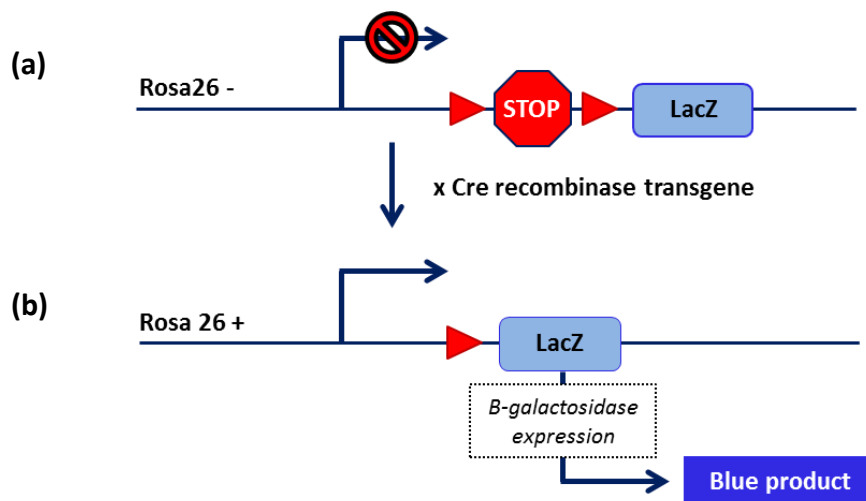 (a)
Rosa26 -
STOP
LacZ
x Cre recombinase transgene
(b)
Rosa 26 +
LacZ
B-galactosidase
expression
Blue product